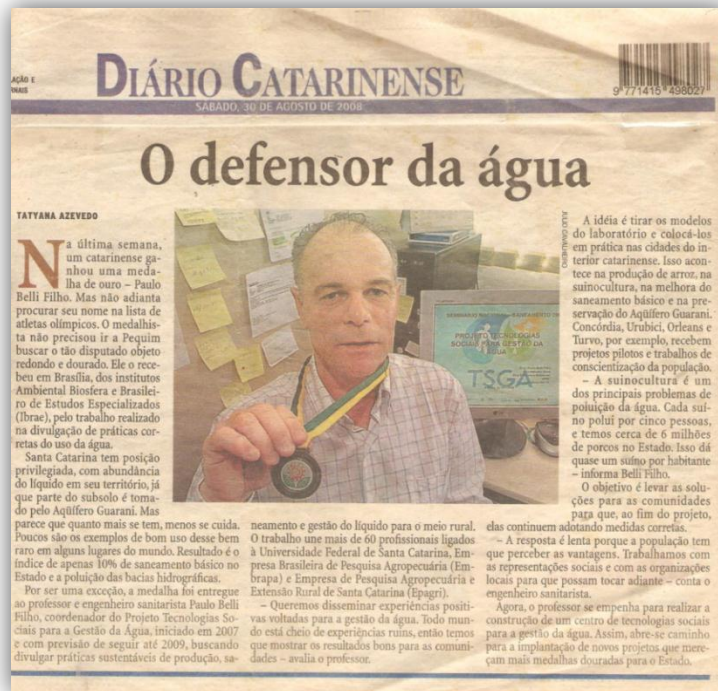 LAÇÃO E
RNAIS
DIÁRIO CATARINENSE
SÁBADO, 30 DE AGOSTO DE 2008
9 771415 498027
O defensor da água
TATYANA AZEVEDO
Na última semana,
um catarinense ga-
nhou uma meda-
lha de ouro – Paulo
Belli Filho. Mas não adianta
procurar seu nome na lista de
atletas olímpicos. O medalhis-
ta não precisou ir a Pequim
buscar o tão disputado objeto
redondo e dourado. Ele o rece-
beu em Brasília, dos institutos
Ambiental Biosfera e Brasilei-
ro de Estudos Especializados
(Ibrae), pelo trabalho realizado
na divulgação de práticas cor-
retas do uso da água.
Santa Catarina tem posição
privilegiada, com abundância
do líquido em seu território, já
que parte do subsolo é toma-
do pelo Aqüífero Guarani. Mas
parece que quanto mais se tem, menos se cuida.
Poucos são os exemplos de bom uso desse bem
raro em alguns lugares do mundo. Resultado é o
índice de apenas 10% de saneamento básico no
Estado e a poluição das bacias hidrográficas.
Por ser uma exceção, a medalha foi entregue
ao professor e engenheiro sanitarista Paulo Belli
Filho, coordenador do Projeto Tecnologias So-
ciais para a Gestão da Água, iniciado em 2007
e com previsão de seguir até 2009, buscando
divulgar práticas sustentáveis de produção, sa-
JULIO CAVALHEIRO
PROJETO TECNOLOGIAS
SOCIAIS PARA GESTÃO DA
ÁGUA
TSGA
neamento e gestão do líquido para o meio rural.
O trabalho une mais de 60 profissionais ligados
à Universidade Federal de Santa Catarina, Em-
presa Brasileira de Pesquisa Agropecuária (Em-
brapa) e Empresa de Pesquisa Agropecuária e
Extensão Rural de Santa Catarina (Epagri).
– Queremos disseminar experiências positi-
vas voltadas para a gestão da água. Todo mun-
do está cheio de experiências ruins, então temos
que mostrar os resultados bons para as comuni-
dades – avalia o professor.
A idéia é tirar os modelos
do laboratório e colocá-los
em prática nas cidades do in-
terior catarinense. Isso acon-
tece na produção de arroz, na
suinocultura, na melhora do
saneamento básico e na pre-
servação do Aqüífero Guarani.
Concórdia, Urubici, Orleans e
Turvo, por exemplo, recebem
projetos pilotos e trabalhos de
conscientização da população.
– A suinocultura é um
dos principais problemas de
poluição da água. Cada suí-
no polui por cinco pessoas,
e temos cerca de 6 milhões
de porcos no Estado. Isso dá
quase um suíno por habitante
– informa Belli Filho.
O objetivo é levar as solu-
ções para as comunidades
para que, ao fim do projeto,
elas continuem adotando medidas corretas.
– A resposta é lenta porque a população tem
que perceber as vantagens. Trabalhamos com
as representações sociais e com as organizações
locais para que possam tocar adiante – conta o
engenheiro sanitarista.
Agora, o professor se empenha para realizar a
construção de um centro de tecnologias sociais
para a gestão da água. Assim, abre-se caminho
para a implantação de novos projetos que mere-
çam mais medalhas douradas para o Estado.